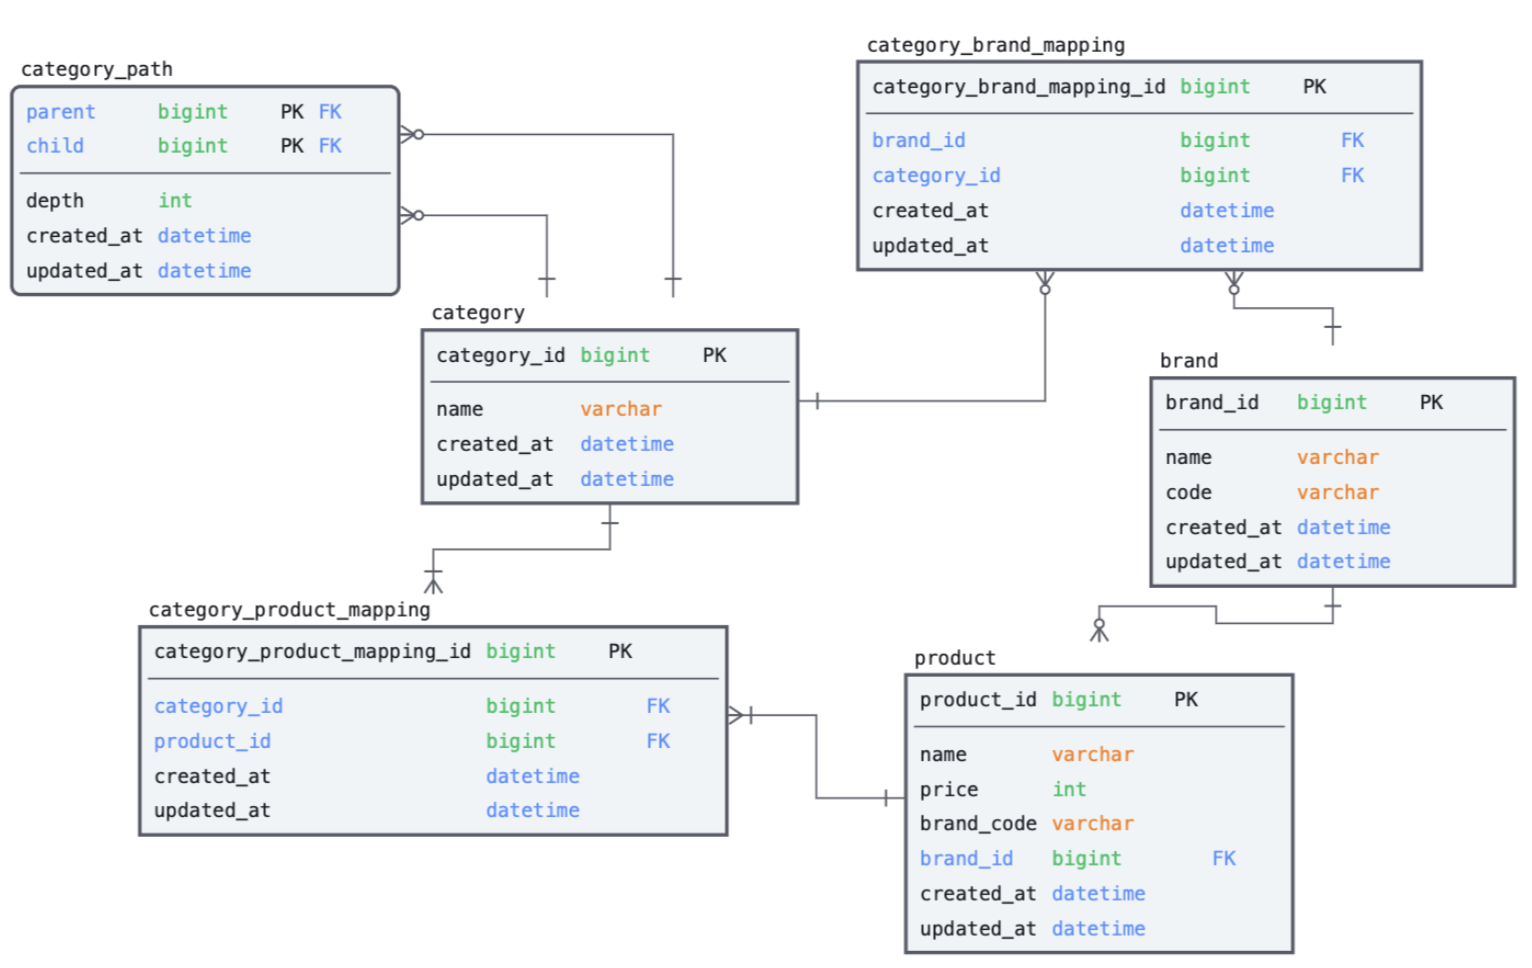 category_path
parent bigint PK FK
child bigint PK FK
depth int
created_at datetime
updated_at datetime
category_brand_mapping
category_brand_mapping_id bigint PK
brand_id bigint FK
category_id bigint FK
created_at datetime
updated_at datetime
category
category_id bigint PK
name varchar
created_at datetime
updated_at datetime
brand
brand_id bigint PK
name varchar
code varchar
created_at datetime
updated_at datetime
category_product_mapping
category_product_mapping_id bigint PK
category_id bigint FK
product_id bigint FK
created_at datetime
updated_at datetime
product
product_id bigint PK
name varchar
price int
brand_code varchar
brand_id bigint FK
created_at datetime
updated_at datetime